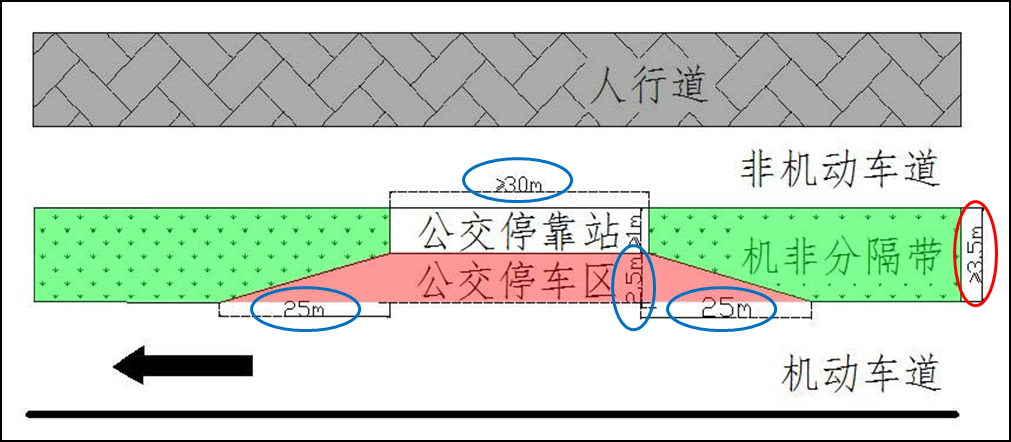 人行道
非机动车道
≥30m
公交停靠站
≥1m
机非分隔带
≥3.5m
公交停车区
2.5m
25m
25m
机动车道